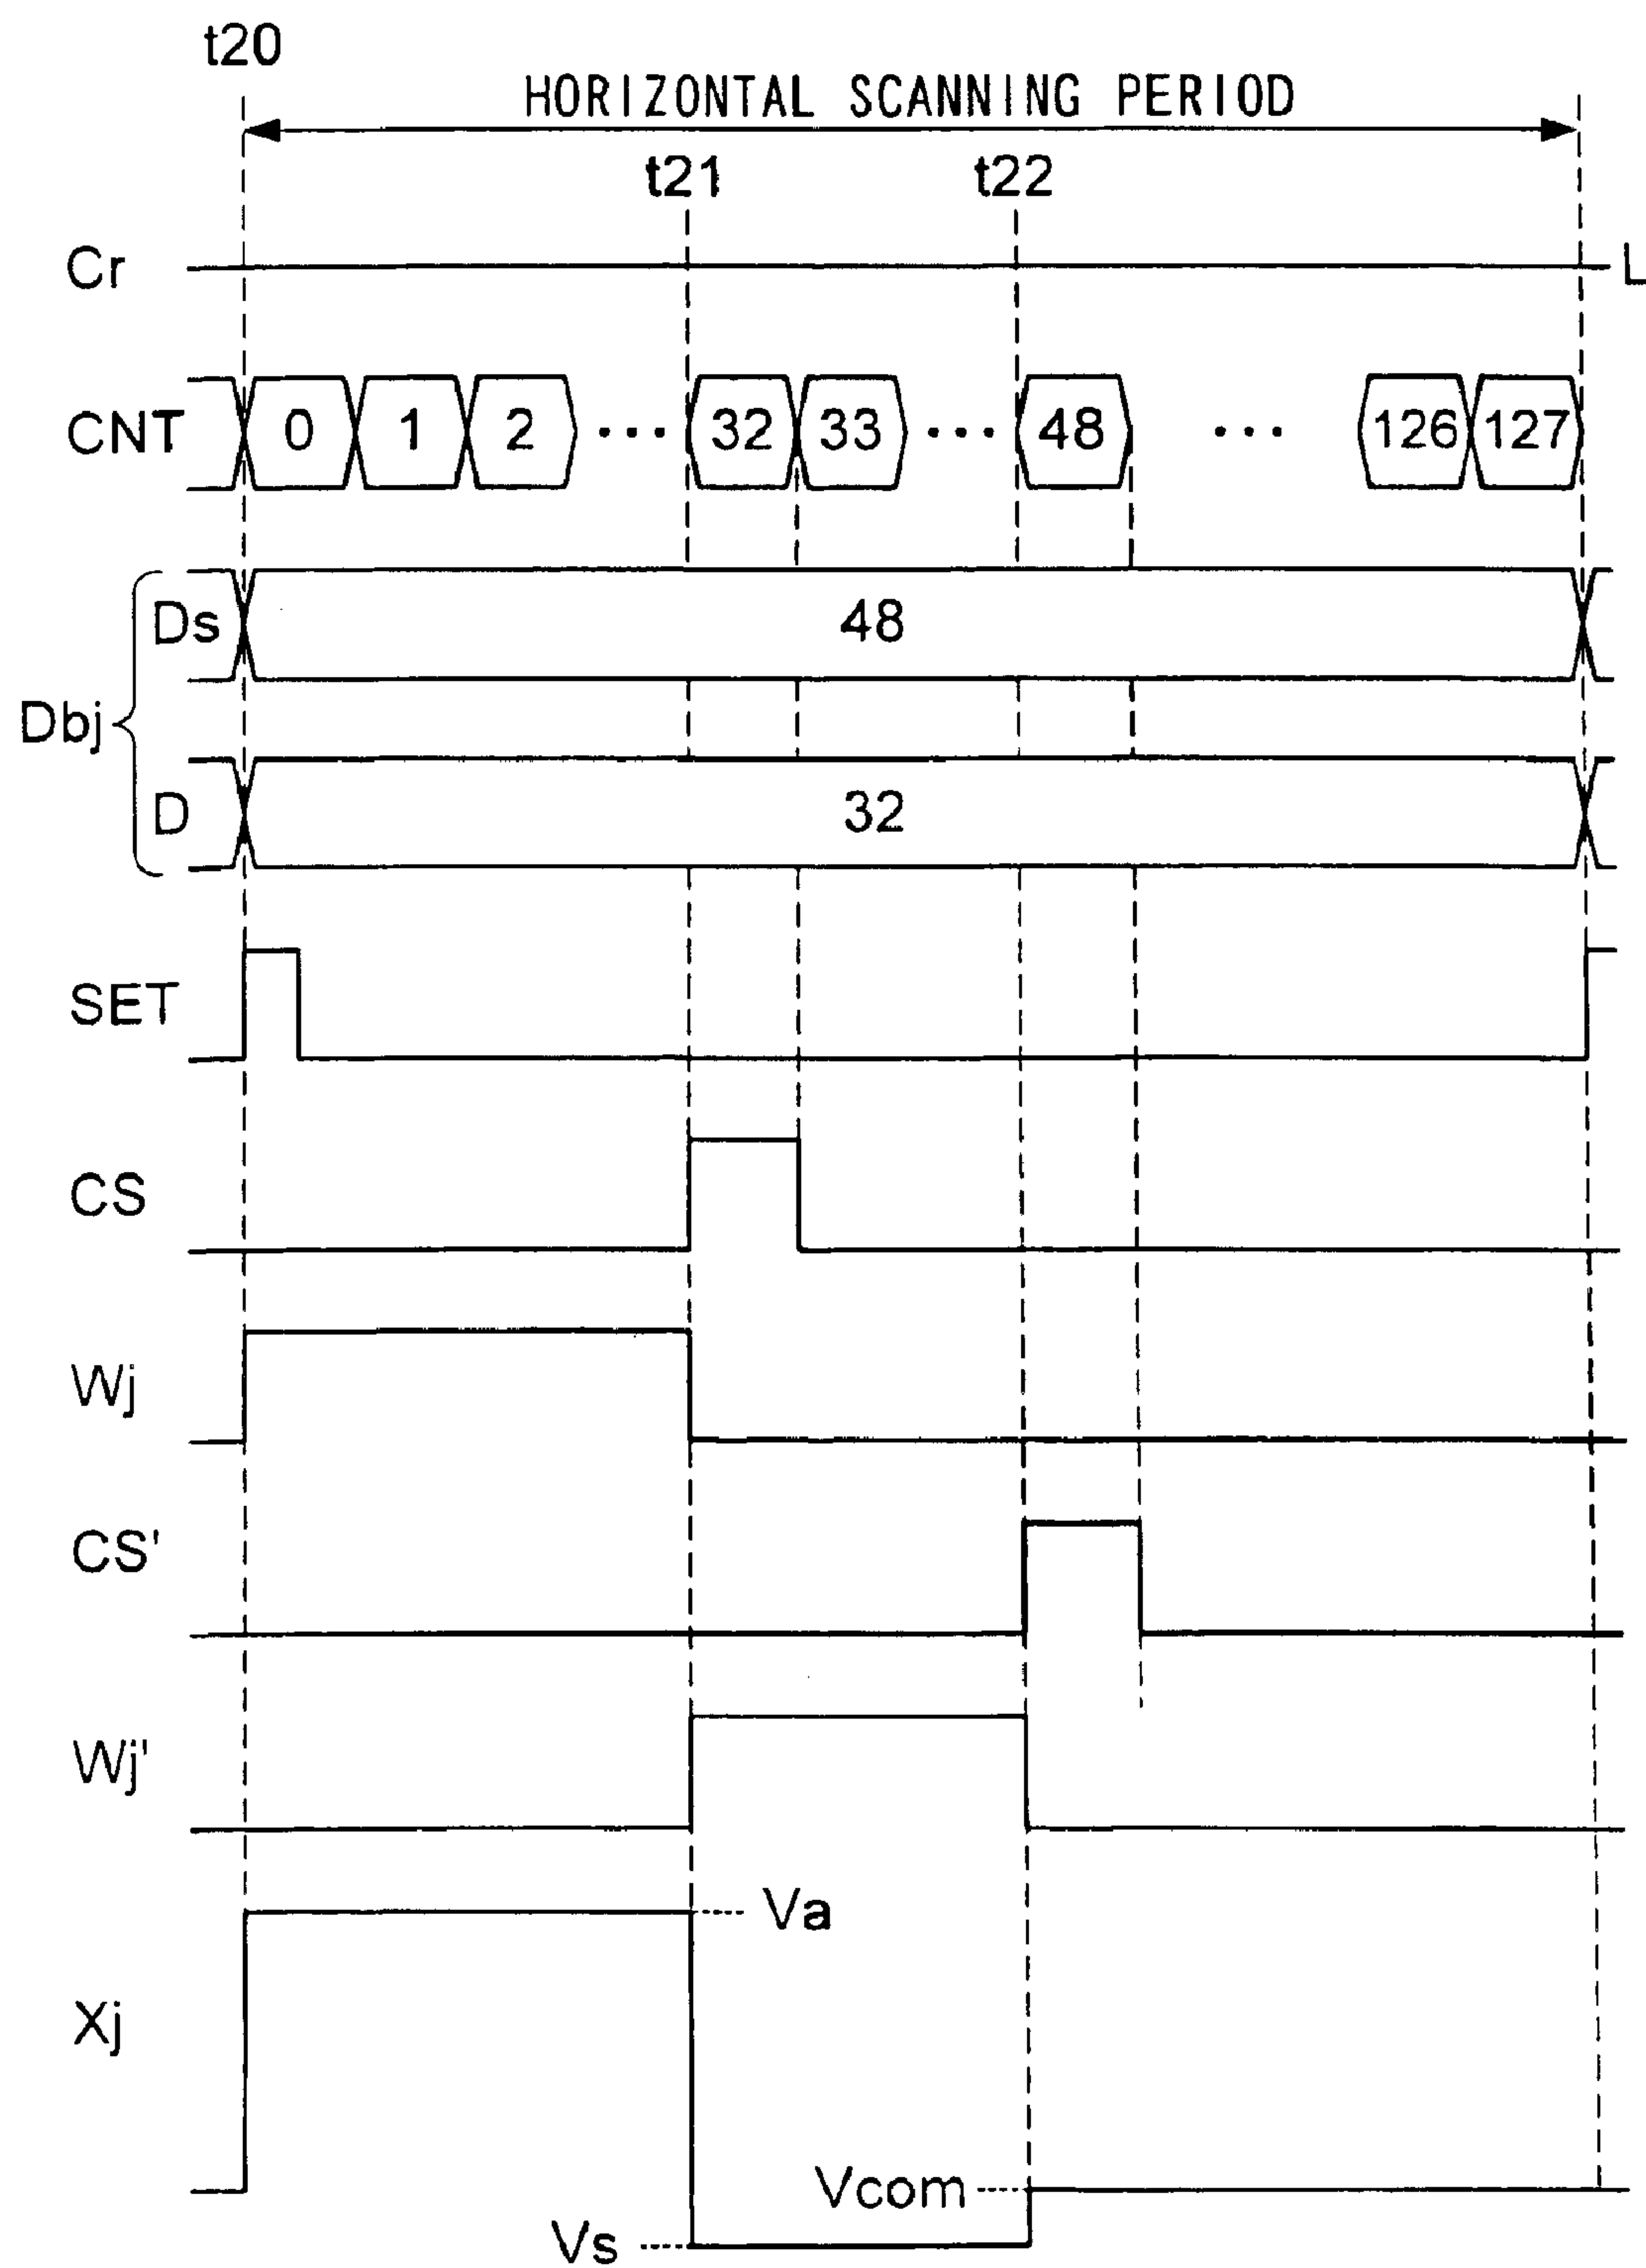 t20
HORIZONTAL SCANNING PERIOD
t21 t22
Cr L
CNT 0 1 2 ... 32 33 ... 48 ... 126 127
Ds 48
Dbj
D 32
SET
CS
Wj
CS'
Wj'
Va
Xj
Vcom
Vs